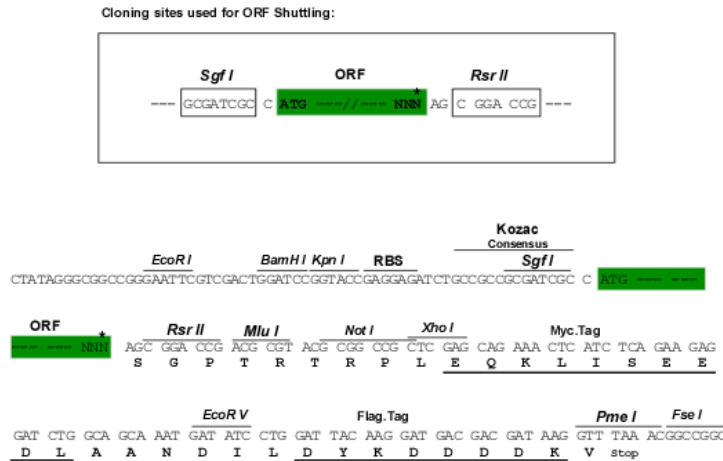 Cloning sites used for ORF Shuttling:
Sgf I ORF Rsr II
--- GCGATCGC C ATG ---//--- NNN* AG C GGA CCG ---
Kozac
Consensus
EcoR I BamH I Kpn I RBS Sgf I
CTATAGGGCGGCCGGGAATTCGTCGACTGGATCCGGTACCGAGGAGATCTGCCGCCGCGATCGC C ATG --- ---
ORF * Rsr II Mlu I Not I Xho I Myc.Tag
--- --- NNN AGC GGA CCG ACG CGT ACG CGG CCG CTC GAG CAG AAA CTC ATC TCA GAA GAG
S G P T R T R P L E Q K L I S E E
EcoR V Flag.Tag Pme I Fse I
GAT CTG GCA GCA AAT GAT ATC CTG GAT TAC AAG GAT GAC GAC GAT AAG GTT TAA ACGGCCGGC
D L A A N D I L D Y K D D D D K V Stop